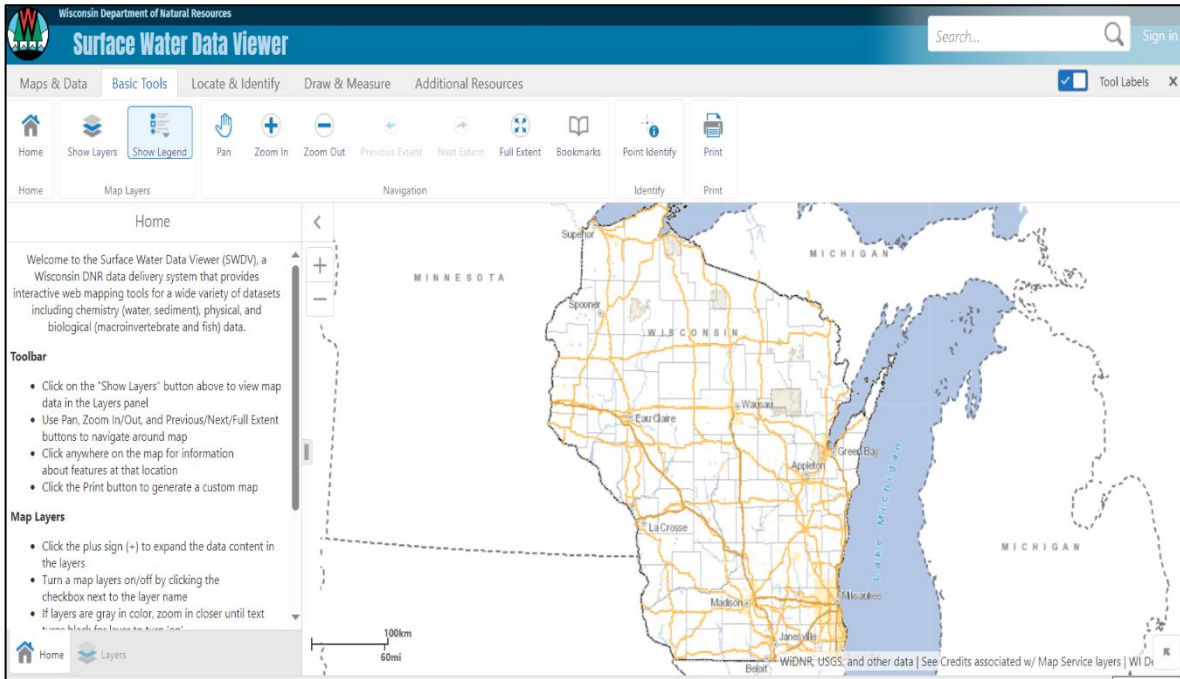 Wisconsin Department of Natural Resources
Surface Water Data Viewer
Search...
Sign in
Maps & Data
Basic Tools
Locate & Identify
Draw & Measure
Additional Resources
Tool Labels
Home
Show Layers
Show Legend
Pan
Zoom In
Zoom Out
Previous Extent
Next Extent
Full Extent
Bookmarks
Point Identify
Print
Home
Map Layers
Navigation
Identify
Print
Home
Welcome to the Surface Water Data Viewer (SWDV), a
Wisconsin DNR data delivery system that provides
interactive web mapping tools for a wide variety of datasets
including chemistry (water, sediment), physical, and
biological (macroinvertebrate and fish) data.
Toolbar
• Click on the "Show Layers" button above to view map
data in the Layers panel
• Use Pan, Zoom In/Out, and Previous/Next/Full Extent
buttons to navigate around map
• Click anywhere on the map for information
about features at that location
• Click the Print button to generate a custom map
Map Layers
• Click the plus sign (+) to expand the data content in
the layers
• Turn a map layers on/off by clicking the
checkbox next to the layer name
• If layers are gray in color, zoom in closer until text
Home
Layers
Superior
MICHIGAN
MINNESOTA
Spooner
WISCONSIN
Wausau
Eau Claire
Green Bay
Appleton
La Crosse
Lake Michigan
MICHIGAN
Madison
Milwaukee
Janesville
Beloit
100km
60mi
WiDNR, USGS, and other data | See Credits associated w/ Map Service layers | WI De